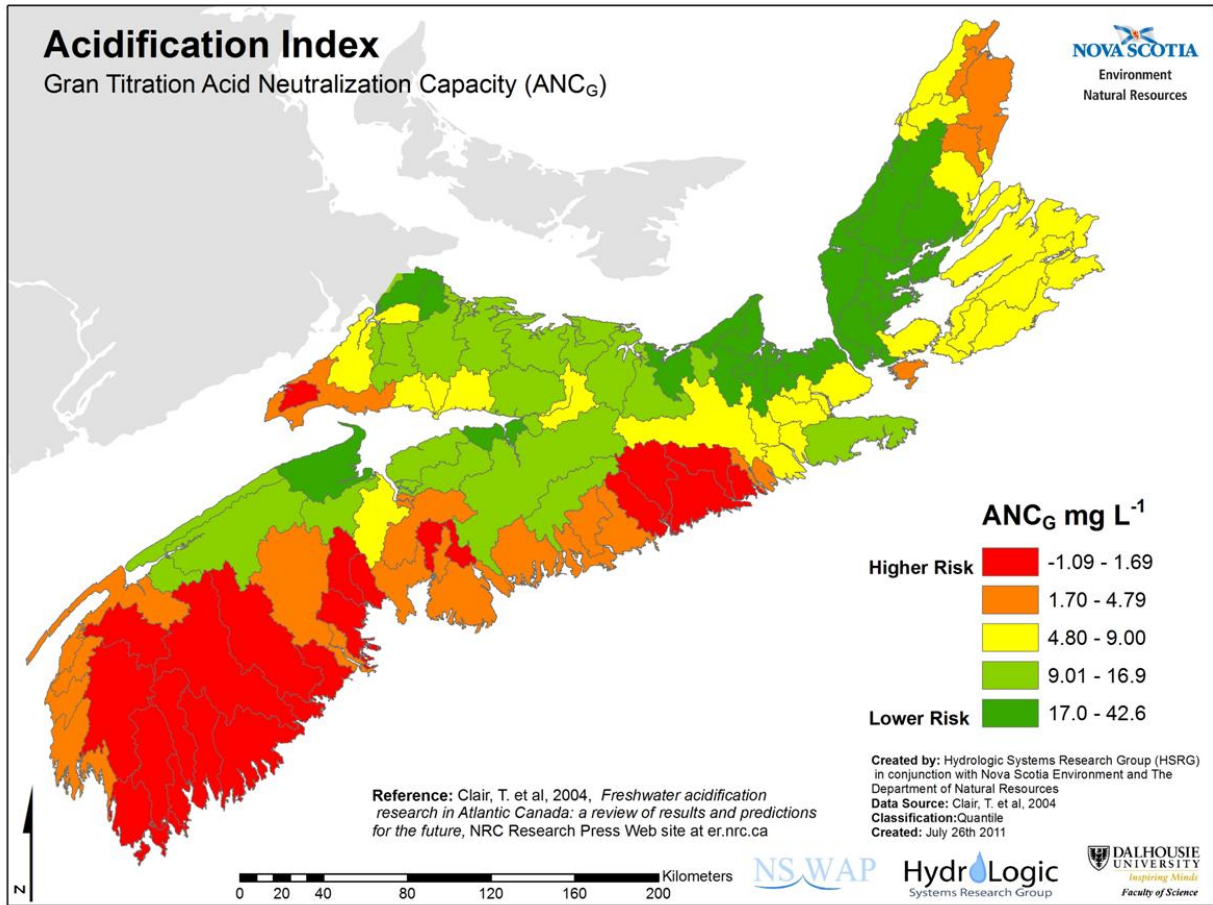 Acidification Index
Gran Titration Acid Neutralization Capacity (ANCG)
NOVA SCOTIA
Environment
Natural Resources
ANCG mg L-1
Higher Risk
-1.09 - 1.69
1.70 - 4.79
4.80 - 9.00
9.01 - 16.9
Lower Risk
17.0 - 42.6
Created by: Hydrologic Systems Research Group (HSRG)
in conjunction with Nova Scotia Environment and The
Department of Natural Resources
Data Source: Clair, T. et al, 2004
Classification:Quantile
Created: July 26th 2011
Reference: Clair, T. et al, 2004, Freshwater acidification
research in Atlantic Canada: a review of results and predictions
for the future, NRC Research Press Web site at er.nrc.ca
N
0 20 40 80 120 160 200
Kilometers
NSWAP
HydroLogic
Systems Research Group
DALHOUSIE
UNIVERSITY
Inspiring Minds
Faculty of Science